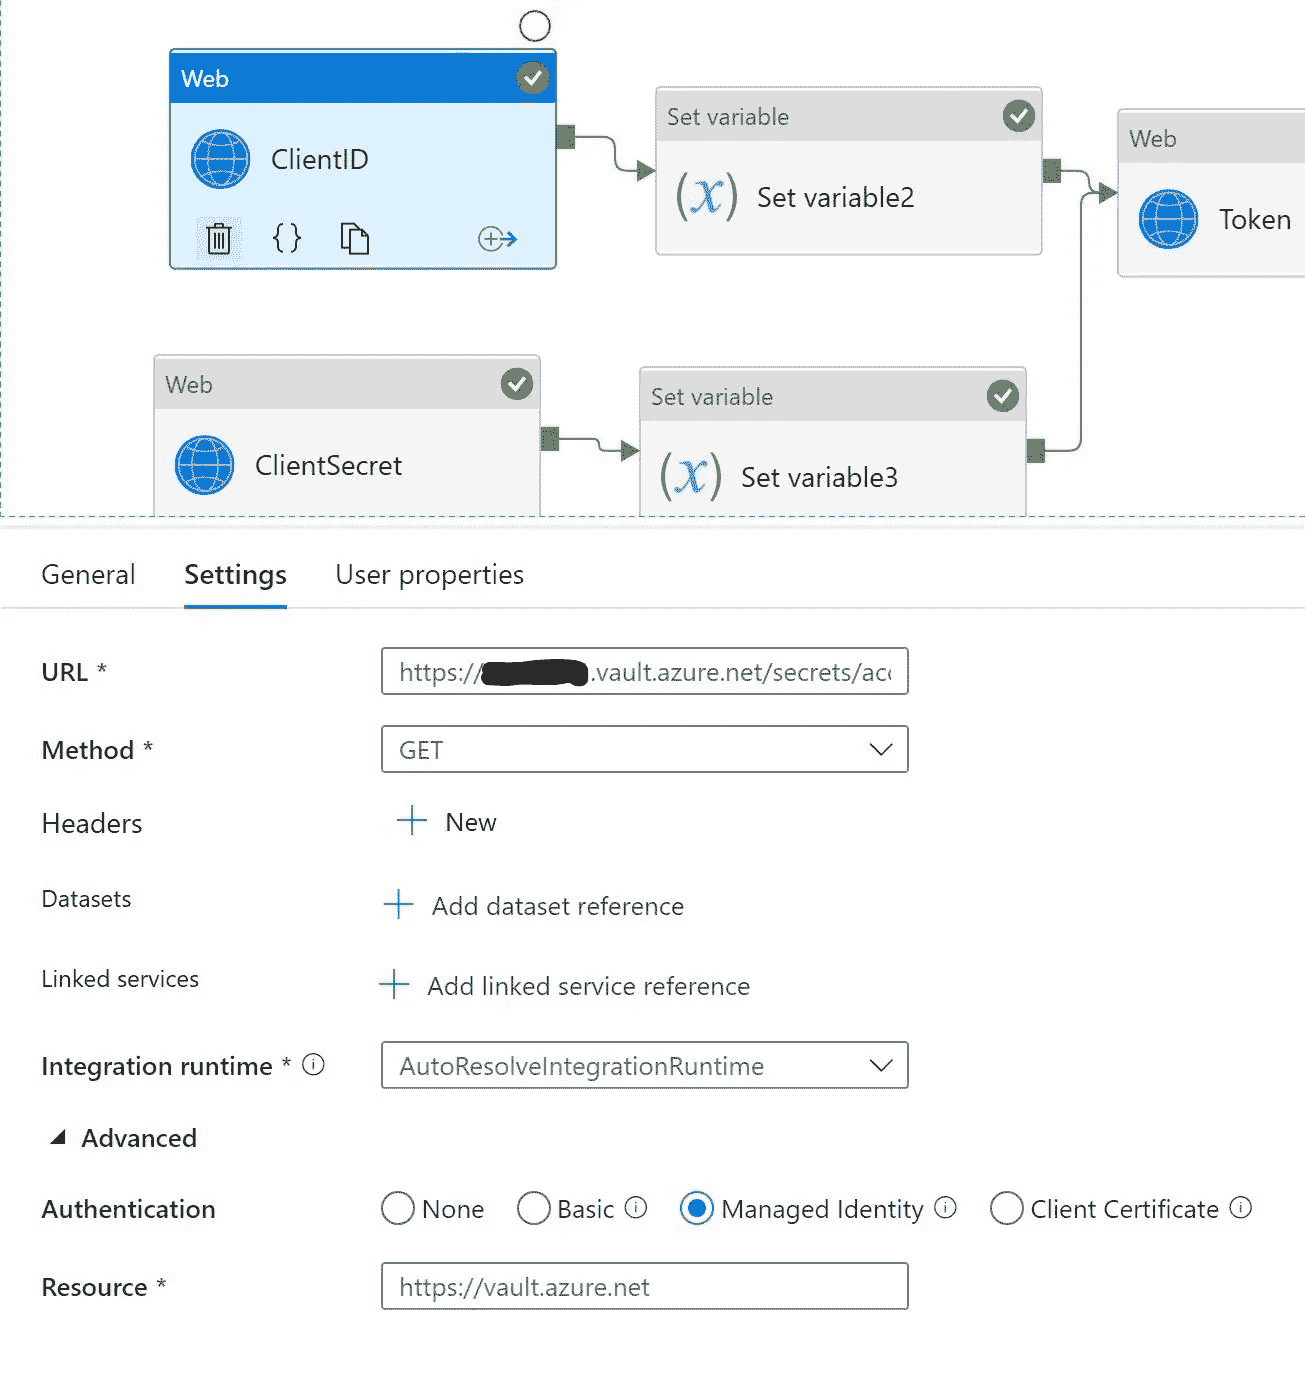 Web
ClientID
Set variable
(x) Set variable2
Web
Token
Web
ClientSecret
Set variable
(x) Set variable3
General Settings User properties
URL * https:// .vault.azure.net/secrets/acc
Method * GET
Headers + New
Datasets + Add dataset reference
Linked services + Add linked service reference
Integration runtime * AutoResolveIntegrationRuntime
Advanced
Authentication None Basic Managed Identity Client Certificate
Resource * https://vault.azure.net